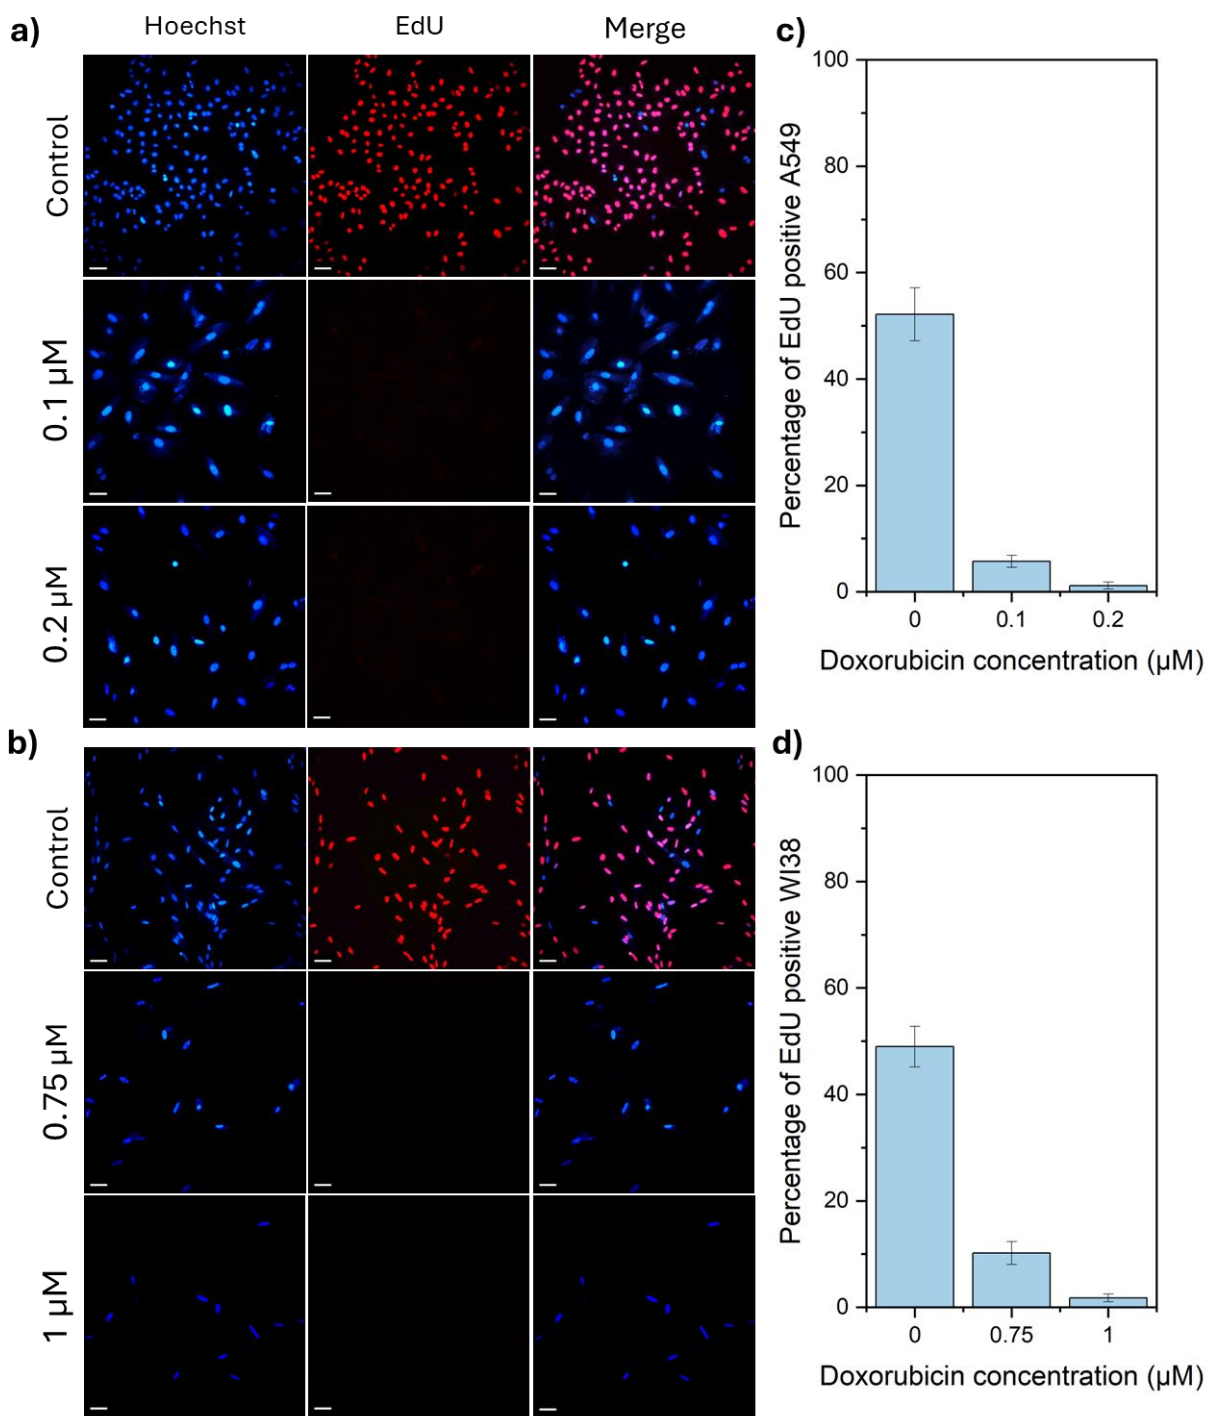 a)
Hoechst
EdU
Merge
Control
0.1 µM
0.2 µM
b)
Control
0.75 µM
1 µM
c)
Percentage of EdU positive A549
100
80
60
40
20
0
0
0.1
0.2
Doxorubicin concentration (µM)
d)
Percentage of EdU positive WI38
100
80
60
40
20
0
0
0.75
1
Doxorubicin concentration (µM)